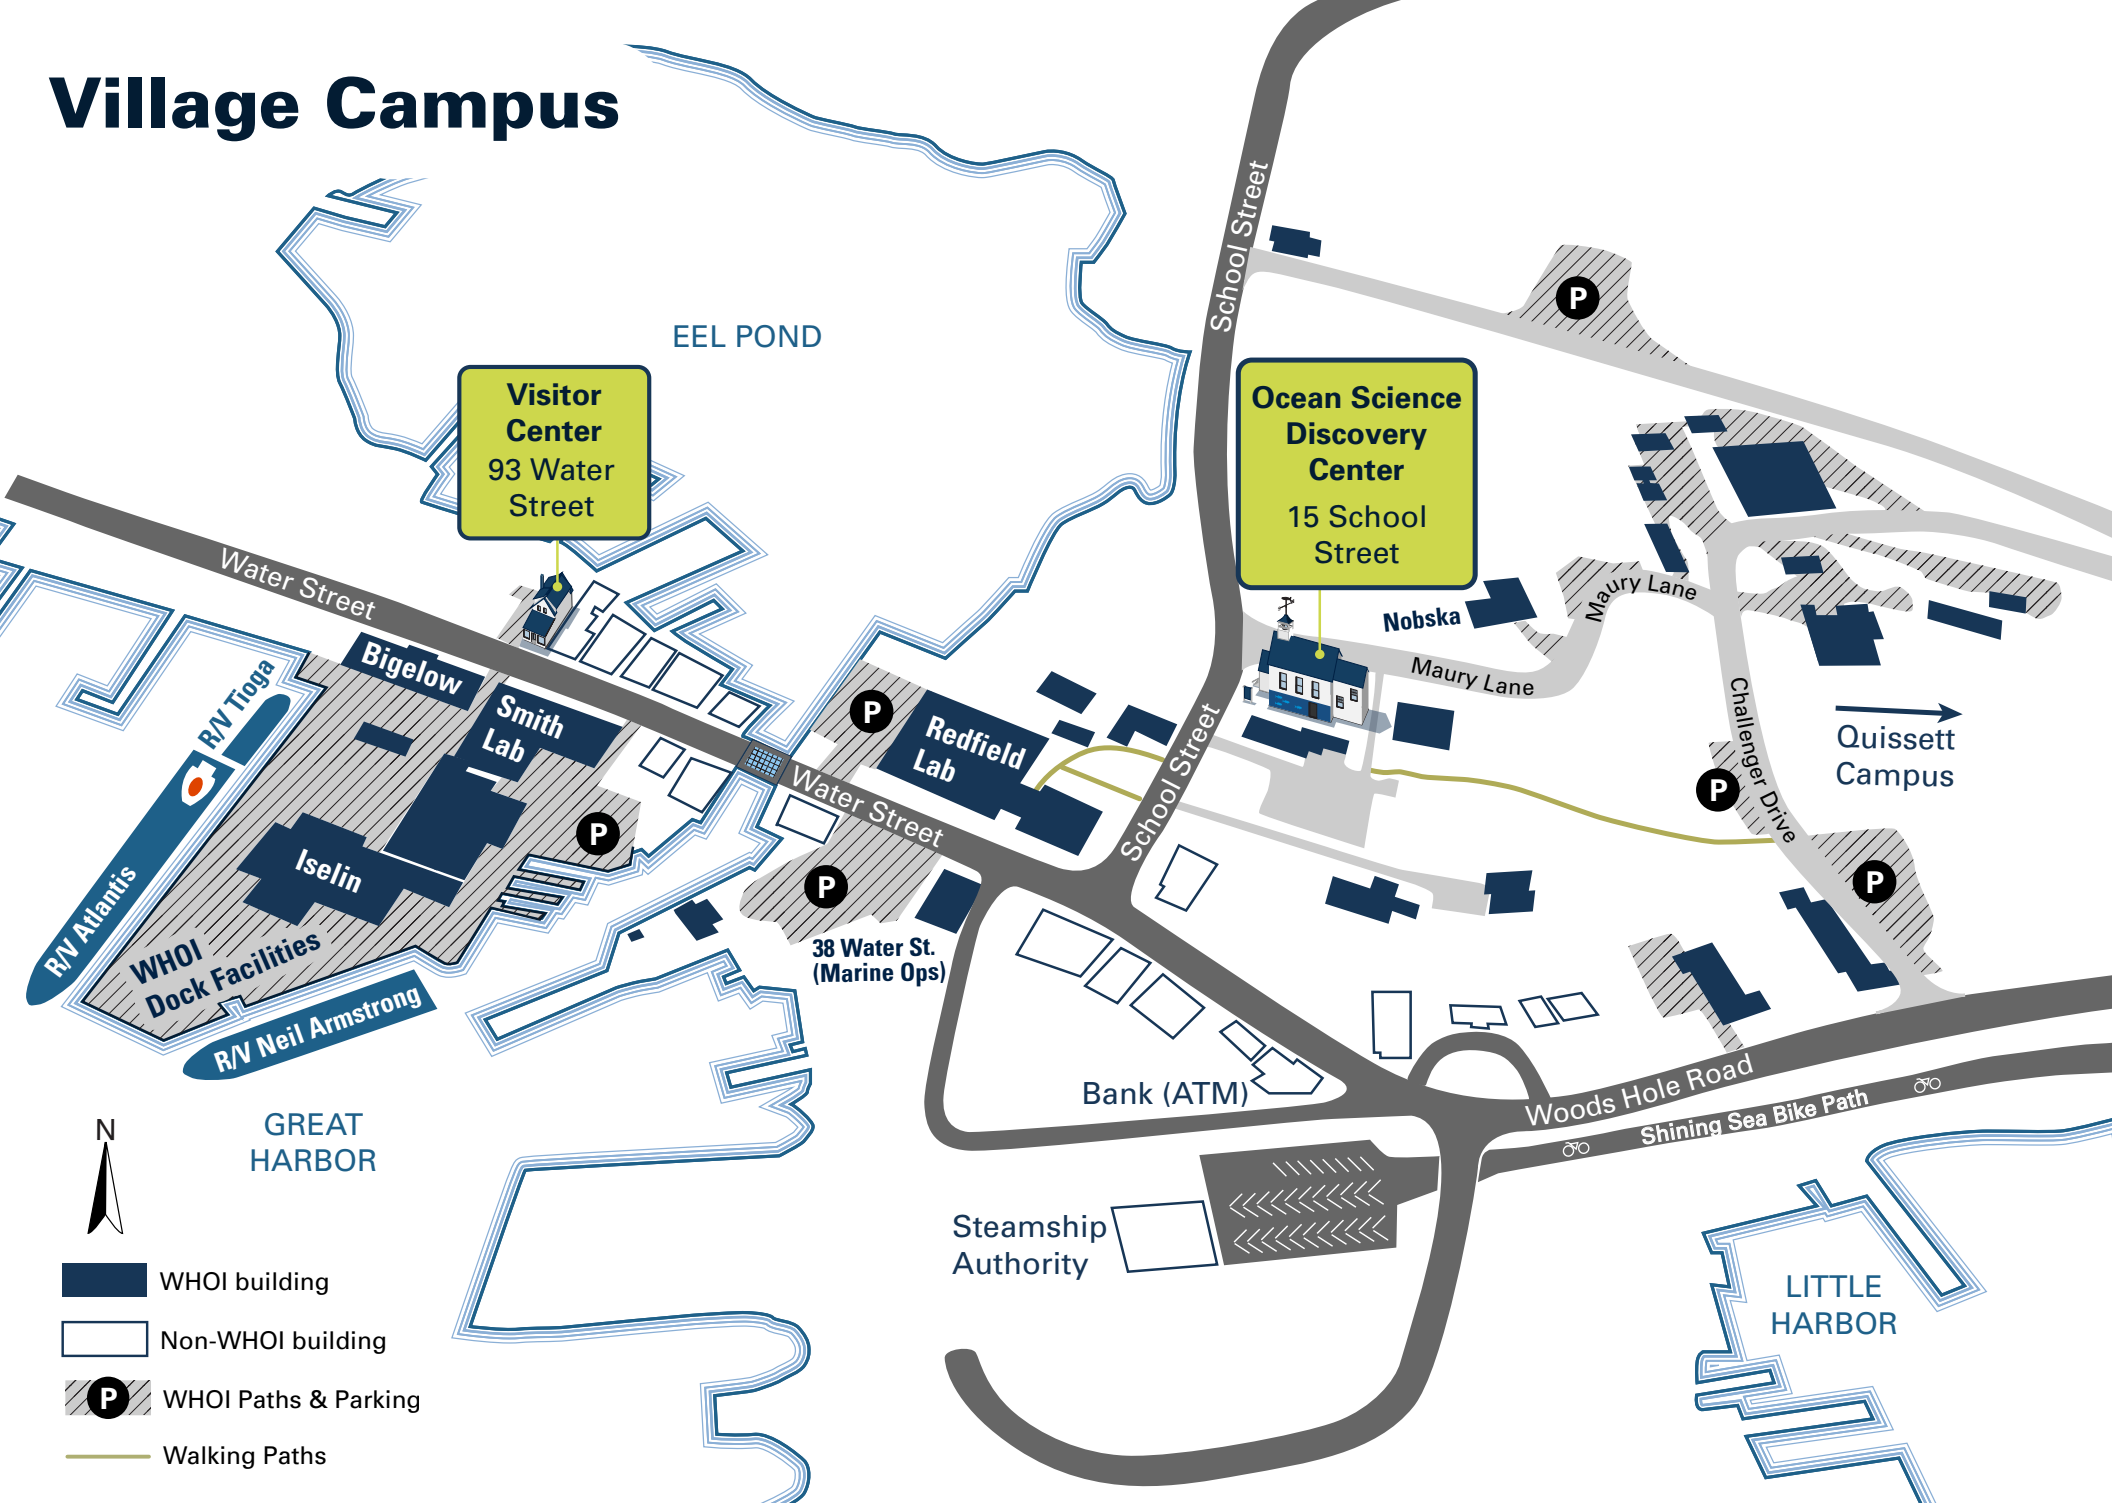 Village Campus
EEL POND
Visitor
Center
93 Water
Street
Ocean Science
Discovery
Center
15 School
Street
School Street
P
Water Street
Bigelow
Smith
Lab
R/V Tioga
R/V Atlantis
Iselin
P
WHOI
Dock Facilities
R/V Neil Armstrong
P
Redfield
Lab
Water Street
P
38 Water St.
(Marine Ops)
School Street
Nobska
Maury Lane
Maury Lane
Challenger Drive
Quissett
Campus
P
P
Bank (ATM)
Woods Hole Road
Shining Sea Bike Path
Steamship
Authority
GREAT
HARBOR
LITTLE
HARBOR
N
WHOI building
Non-WHOI building
P
WHOI Paths & Parking
Walking Paths